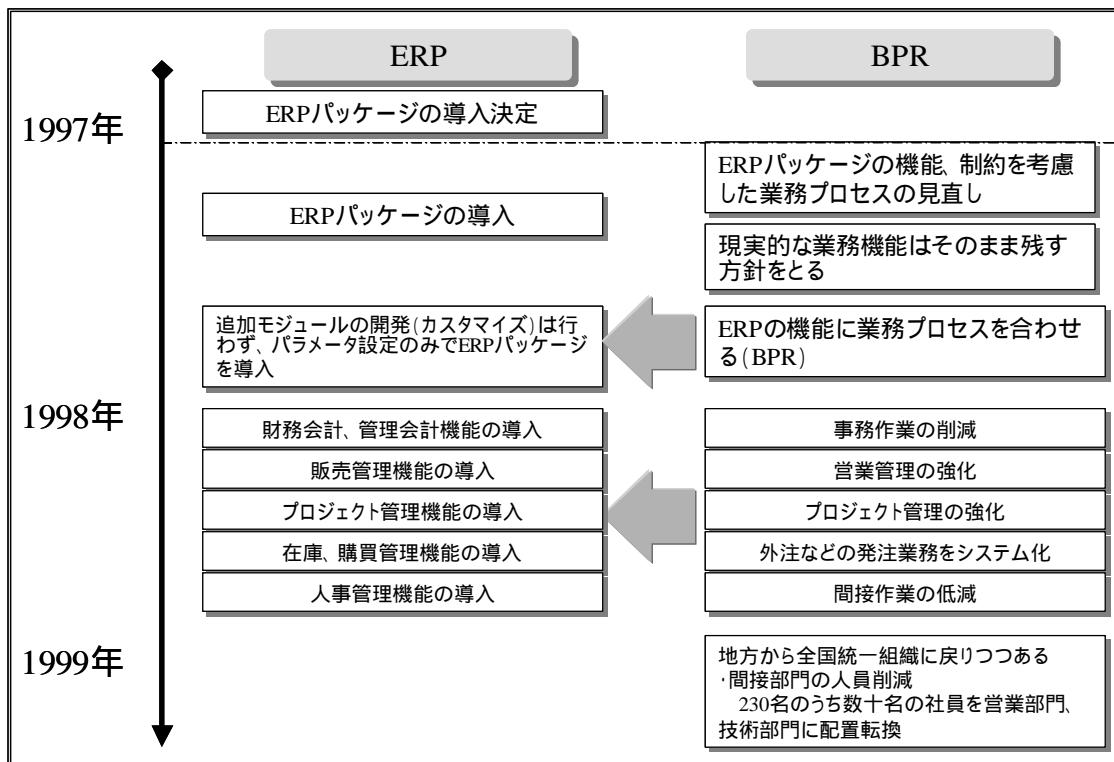 ERP
BPR
1997年
ERPパッケージの導入決定
ERPパッケージの機能、制約を考慮
した業務プロセスの見直し
ERPパッケージの導入
現実的な業務機能はそのまま残す
方針をとる
追加モジュールの開発(カスタマイズ)は行
わず、パラメータ設定のみでERPパッケージ
を導入
ERPの機能に業務プロセスを合わせ
る(BPR)
1998年
財務会計、管理会計機能の導入
事務作業の削減
販売管理機能の導入
営業管理の強化
プロジェクト管理機能の導入
プロジェクト管理の強化
在庫、購買管理機能の導入
外注などの発注業務をシステム化
人事管理機能の導入
間接作業の低減
1999年
地方から全国統一組織に戻りつつある
・間接部門の人員削減
230名のうち数十名の社員を営業部門、
技術部門に配置転換